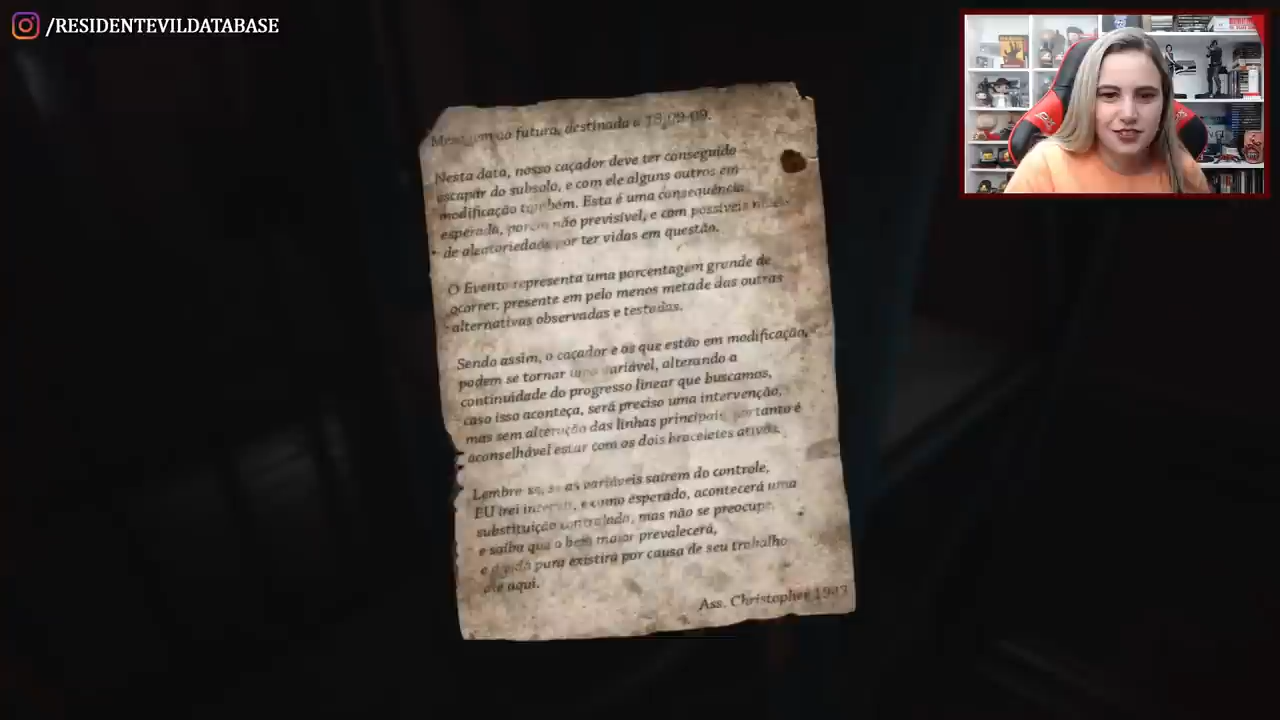 /RESIDENTEVILDATABASE
Mensagem ao futuro, destinada a 18-09-09.
Nesta data, nosso caçador deve ter conseguido
escapar do subsolo, e com ele alguns outros em
modificação também. Esta é uma consequência
esperada, porém não previsível, e com possíveis
de aleatoriedade por ter vidas em questão.
O Evento representa uma porcentagem grande de
ocorrer, presente em pelo menos metade das outras
alternativas observadas e testadas.
Sendo assim, o caçador e os que estão em modificação,
podem se tornar uma variável, alterando a
continuidade do progresso linear que buscamos,
caso isso aconteça, será preciso uma intervenção,
mas sem alteração das linhas principais, portanto é
aconselhável estar com os dois braceletes ativos.
Lembre-se, se as variáveis saírem do controle,
EU irei intervir, e como esperado, acontecerá uma
substituição controlada, mas não se preocupe,
e saiba que o bem maior prevalecerá,
e a vida pura existirá por causa de seu trabalho
até aqui.
Ass. Christopher